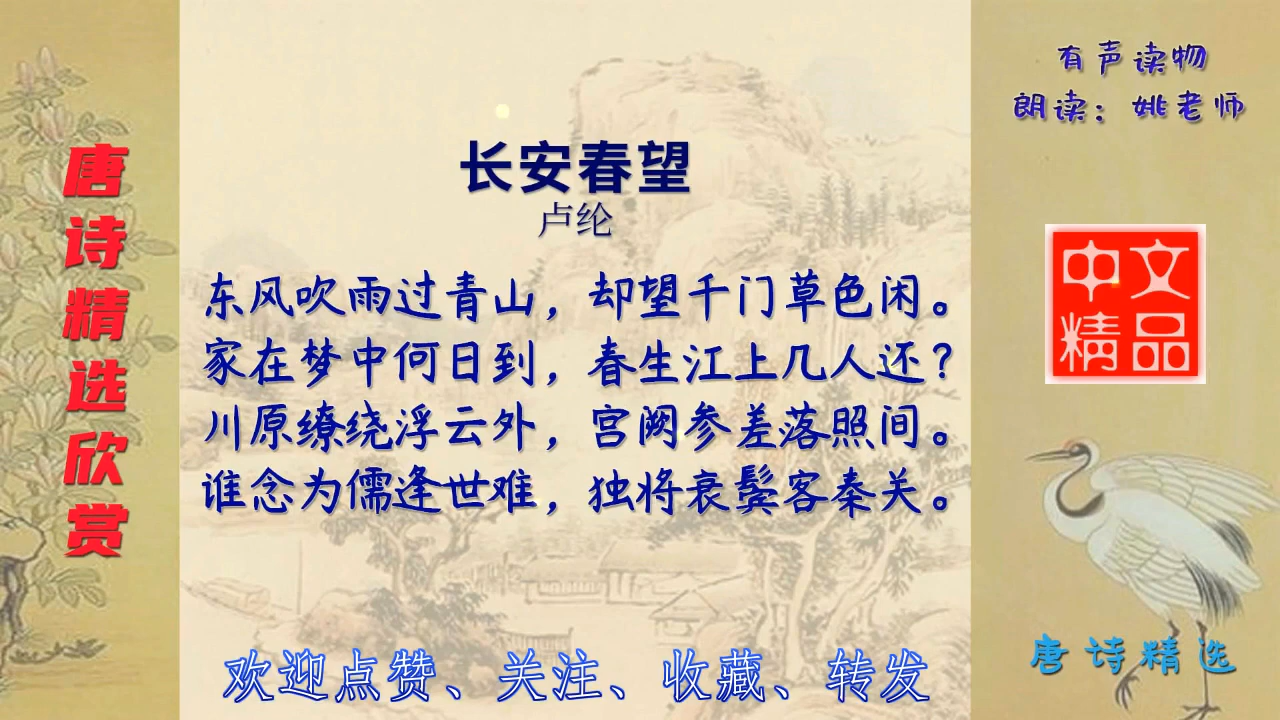 唐诗精选欣赏
长安春望
卢纶
东风吹雨过青山，却望千门草色闲。
家在梦中何日到，春生江上几人还？
川原缭绕浮云外，宫阙参差落照间。
谁念为儒逢世难，独将衰鬓客秦关。
欢迎点赞、关注、收藏、转发
有声读物
朗读：姚老师
中文
精品
唐诗精选